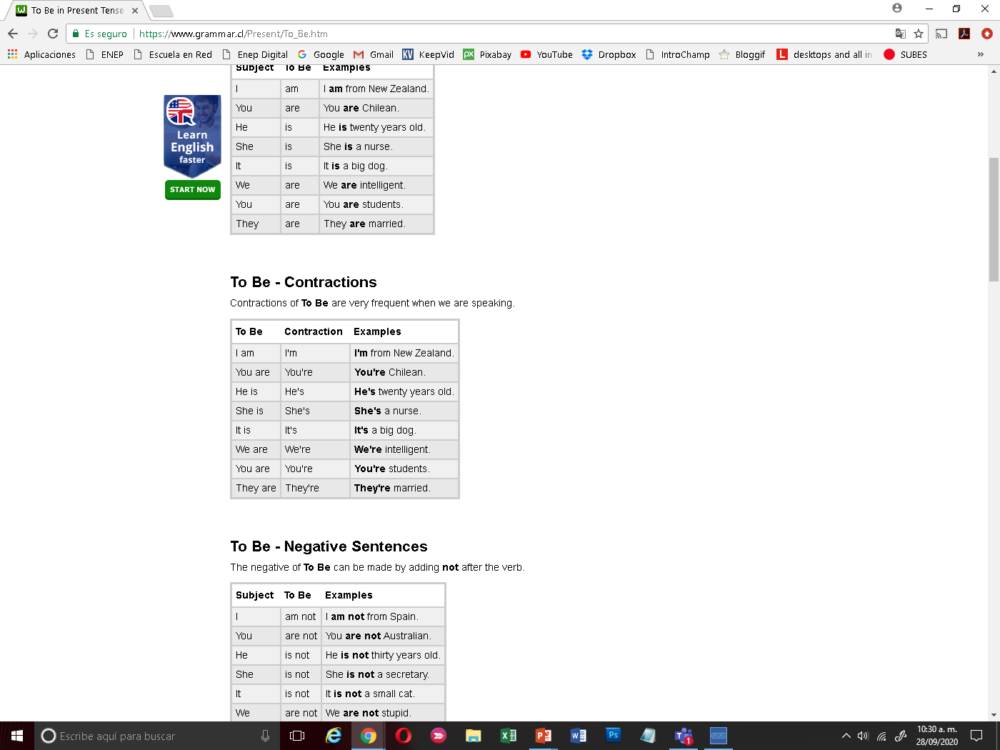 To Be in Present Tense
Es seguro https://www.grammar.cl/Present/To_Be.htm
Aplicaciones ENEP Escuela en Red Enep Digital Google Gmail KeepVid Pixabay YouTube Dropbox IntroChamp Bloggif desktops and all in SUBES »
Subject To Be Examples
I am I am from New Zealand.
You are You are Chilean.
He is He is twenty years old.
She is She is a nurse.
It is It is a big dog.
We are We are intelligent.
You are You are students.
They are They are married.
Learn
English
faster
START NOW
To Be - Contractions
Contractions of To Be are very frequent when we are speaking.
To Be Contraction Examples
I am I'm I'm from New Zealand.
You are You're You're Chilean.
He is He's He's twenty years old.
She is She's She's a nurse.
It is It's It's a big dog.
We are We're We're intelligent.
You are You're You're students.
They are They're They're married.
To Be - Negative Sentences
The negative of To Be can be made by adding not after the verb.
Subject To Be Examples
I am not I am not from Spain.
You are not You are not Australian.
He is not He is not thirty years old.
She is not She is not a secretary.
It is not It is not a small cat.
We are not We are not stupid.
Escribe aquí para buscar
10:30 a. m.
28/09/2020